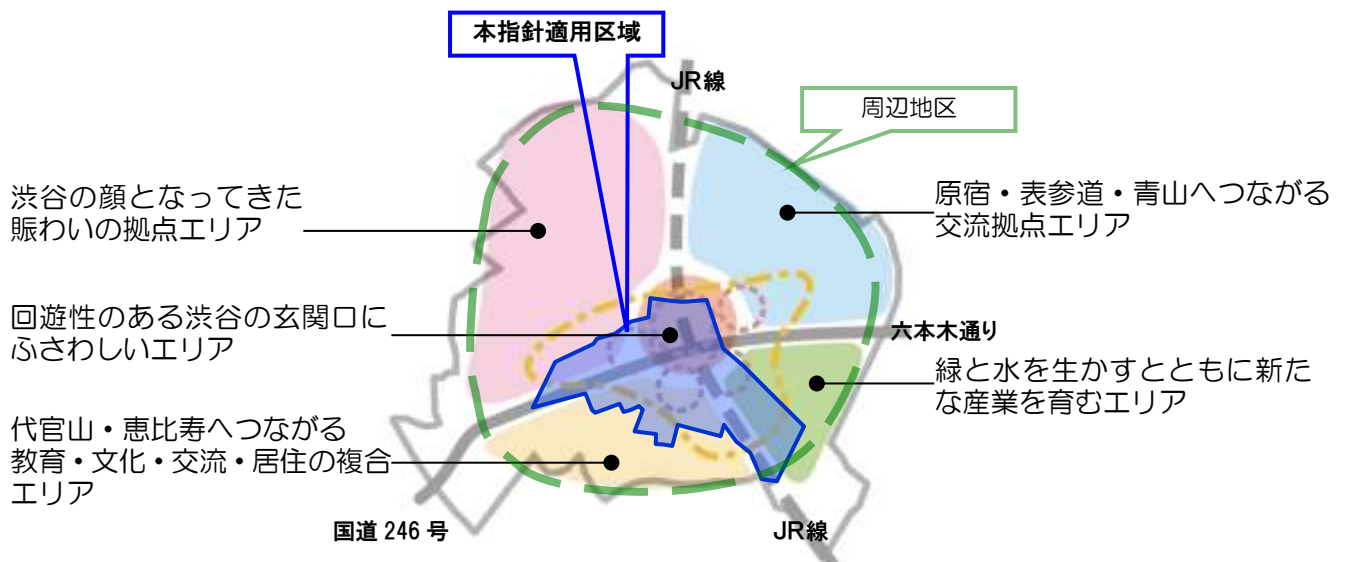 本指針適用区域
JR線
周辺地区
渋谷の顔となってきた
賑わいの拠点エリア
原宿・表参道・青山へつながる
交流拠点エリア
回遊性のある渋谷の玄関口に
ふさわしいエリア
六本木通り
緑と水を生かすとともに新た
な産業を育むエリア
代官山・恵比寿へつながる
教育・文化・交流・居住の複合
エリア
国道246号
JR線